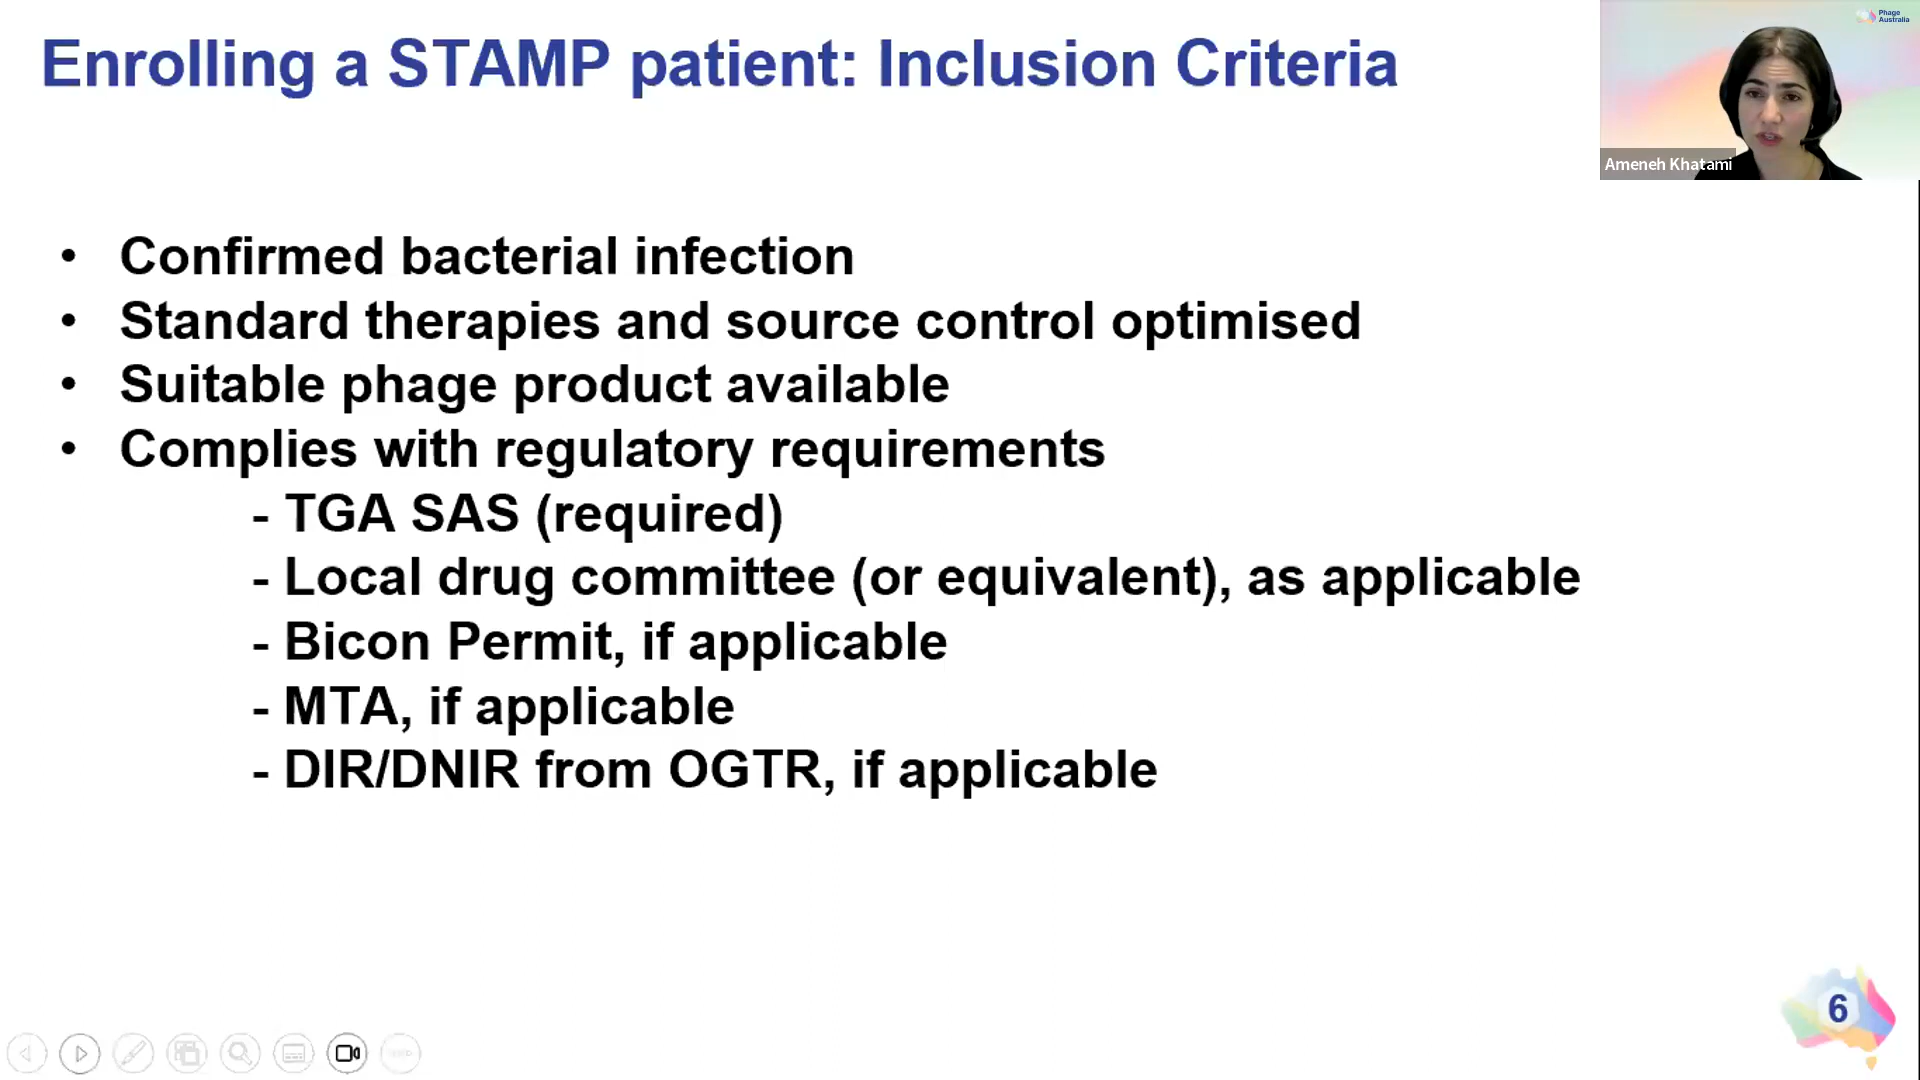 Enrolling a STAMP patient: Inclusion Criteria
Phage
Australia
Ameneh Khatami
• Confirmed bacterial infection
• Standard therapies and source control optimised
• Suitable phage product available
• Complies with regulatory requirements
- TGA SAS (required)
- Local drug committee (or equivalent), as applicable
- Bicon Permit, if applicable
- MTA, if applicable
- DIR/DNIR from OGTR, if applicable
6